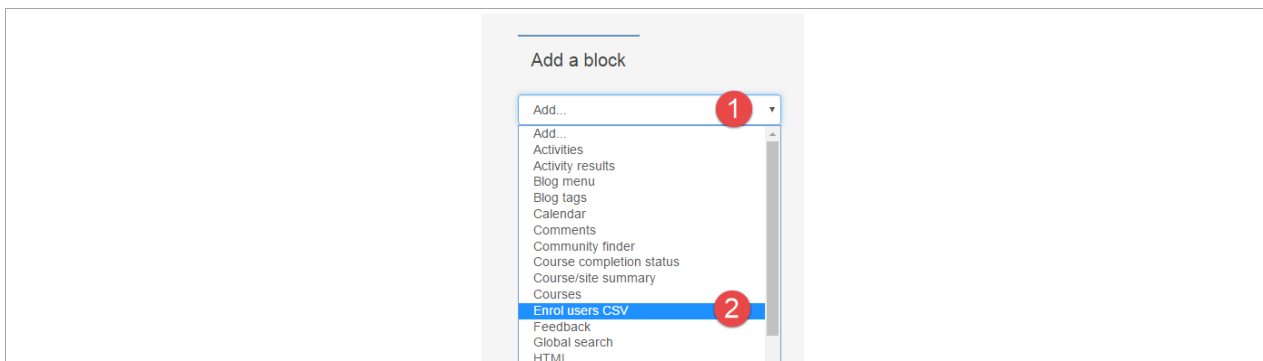 Add a block
Add... 1
Add...
Activities
Activity results
Blog menu
Blog tags
Calendar
Comments
Community finder
Course completion status
Course/site summary
Courses
Enrol users CSV 2
Feedback
Global search
HTML